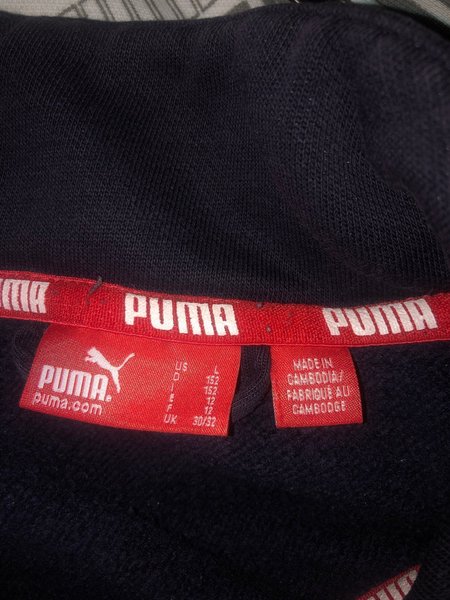 PUMA
PUMA
PUMA
PUMA
puma.com
US L
D 152
I 152
E 12
F 12
UK 30/32
MADE IN
CAMBODIA/
FABRIQUÉ AU
CAMBODGE